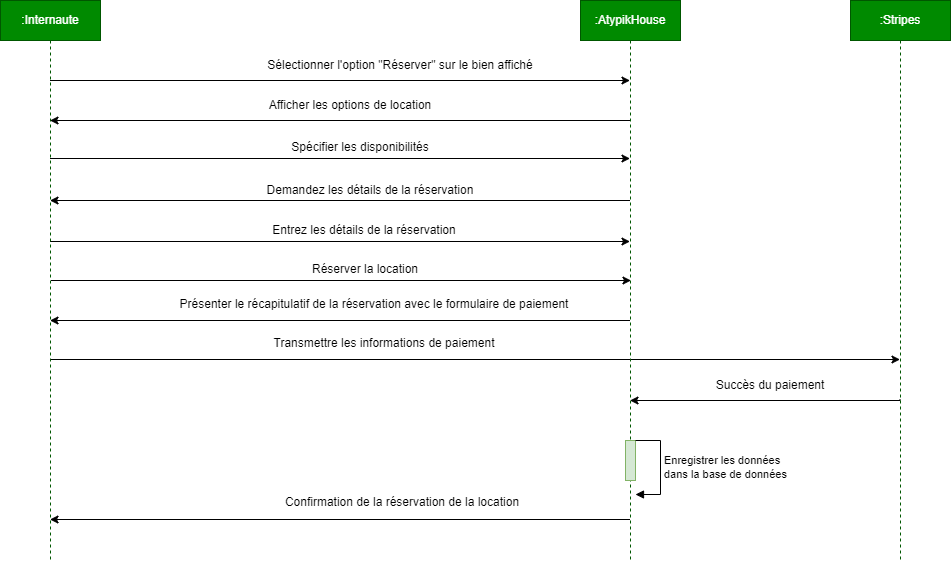 :Internaute
:AtypikHouse
:Stripes
Sélectionner l'option "Réserver" sur le bien affiché
Afficher les options de location
Spécifier les disponibilités
Demandez les détails de la réservation
Entrez les détails de la réservation
Réserver la location
Présenter le récapitulatif de la réservation avec le formulaire de paiement
Transmettre les informations de paiement
Succès du paiement
Enregistrer les données
dans la base de données
Confirmation de la réservation de la location